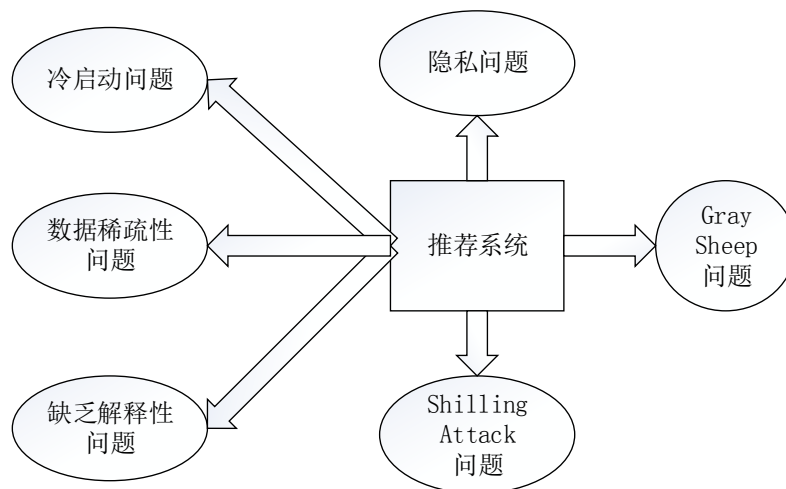 冷启动问题
隐私问题
数据稀疏性
问题
推荐系统
Gray
Sheep
问题
缺乏解释性
问题
Shilling
Attack
问题